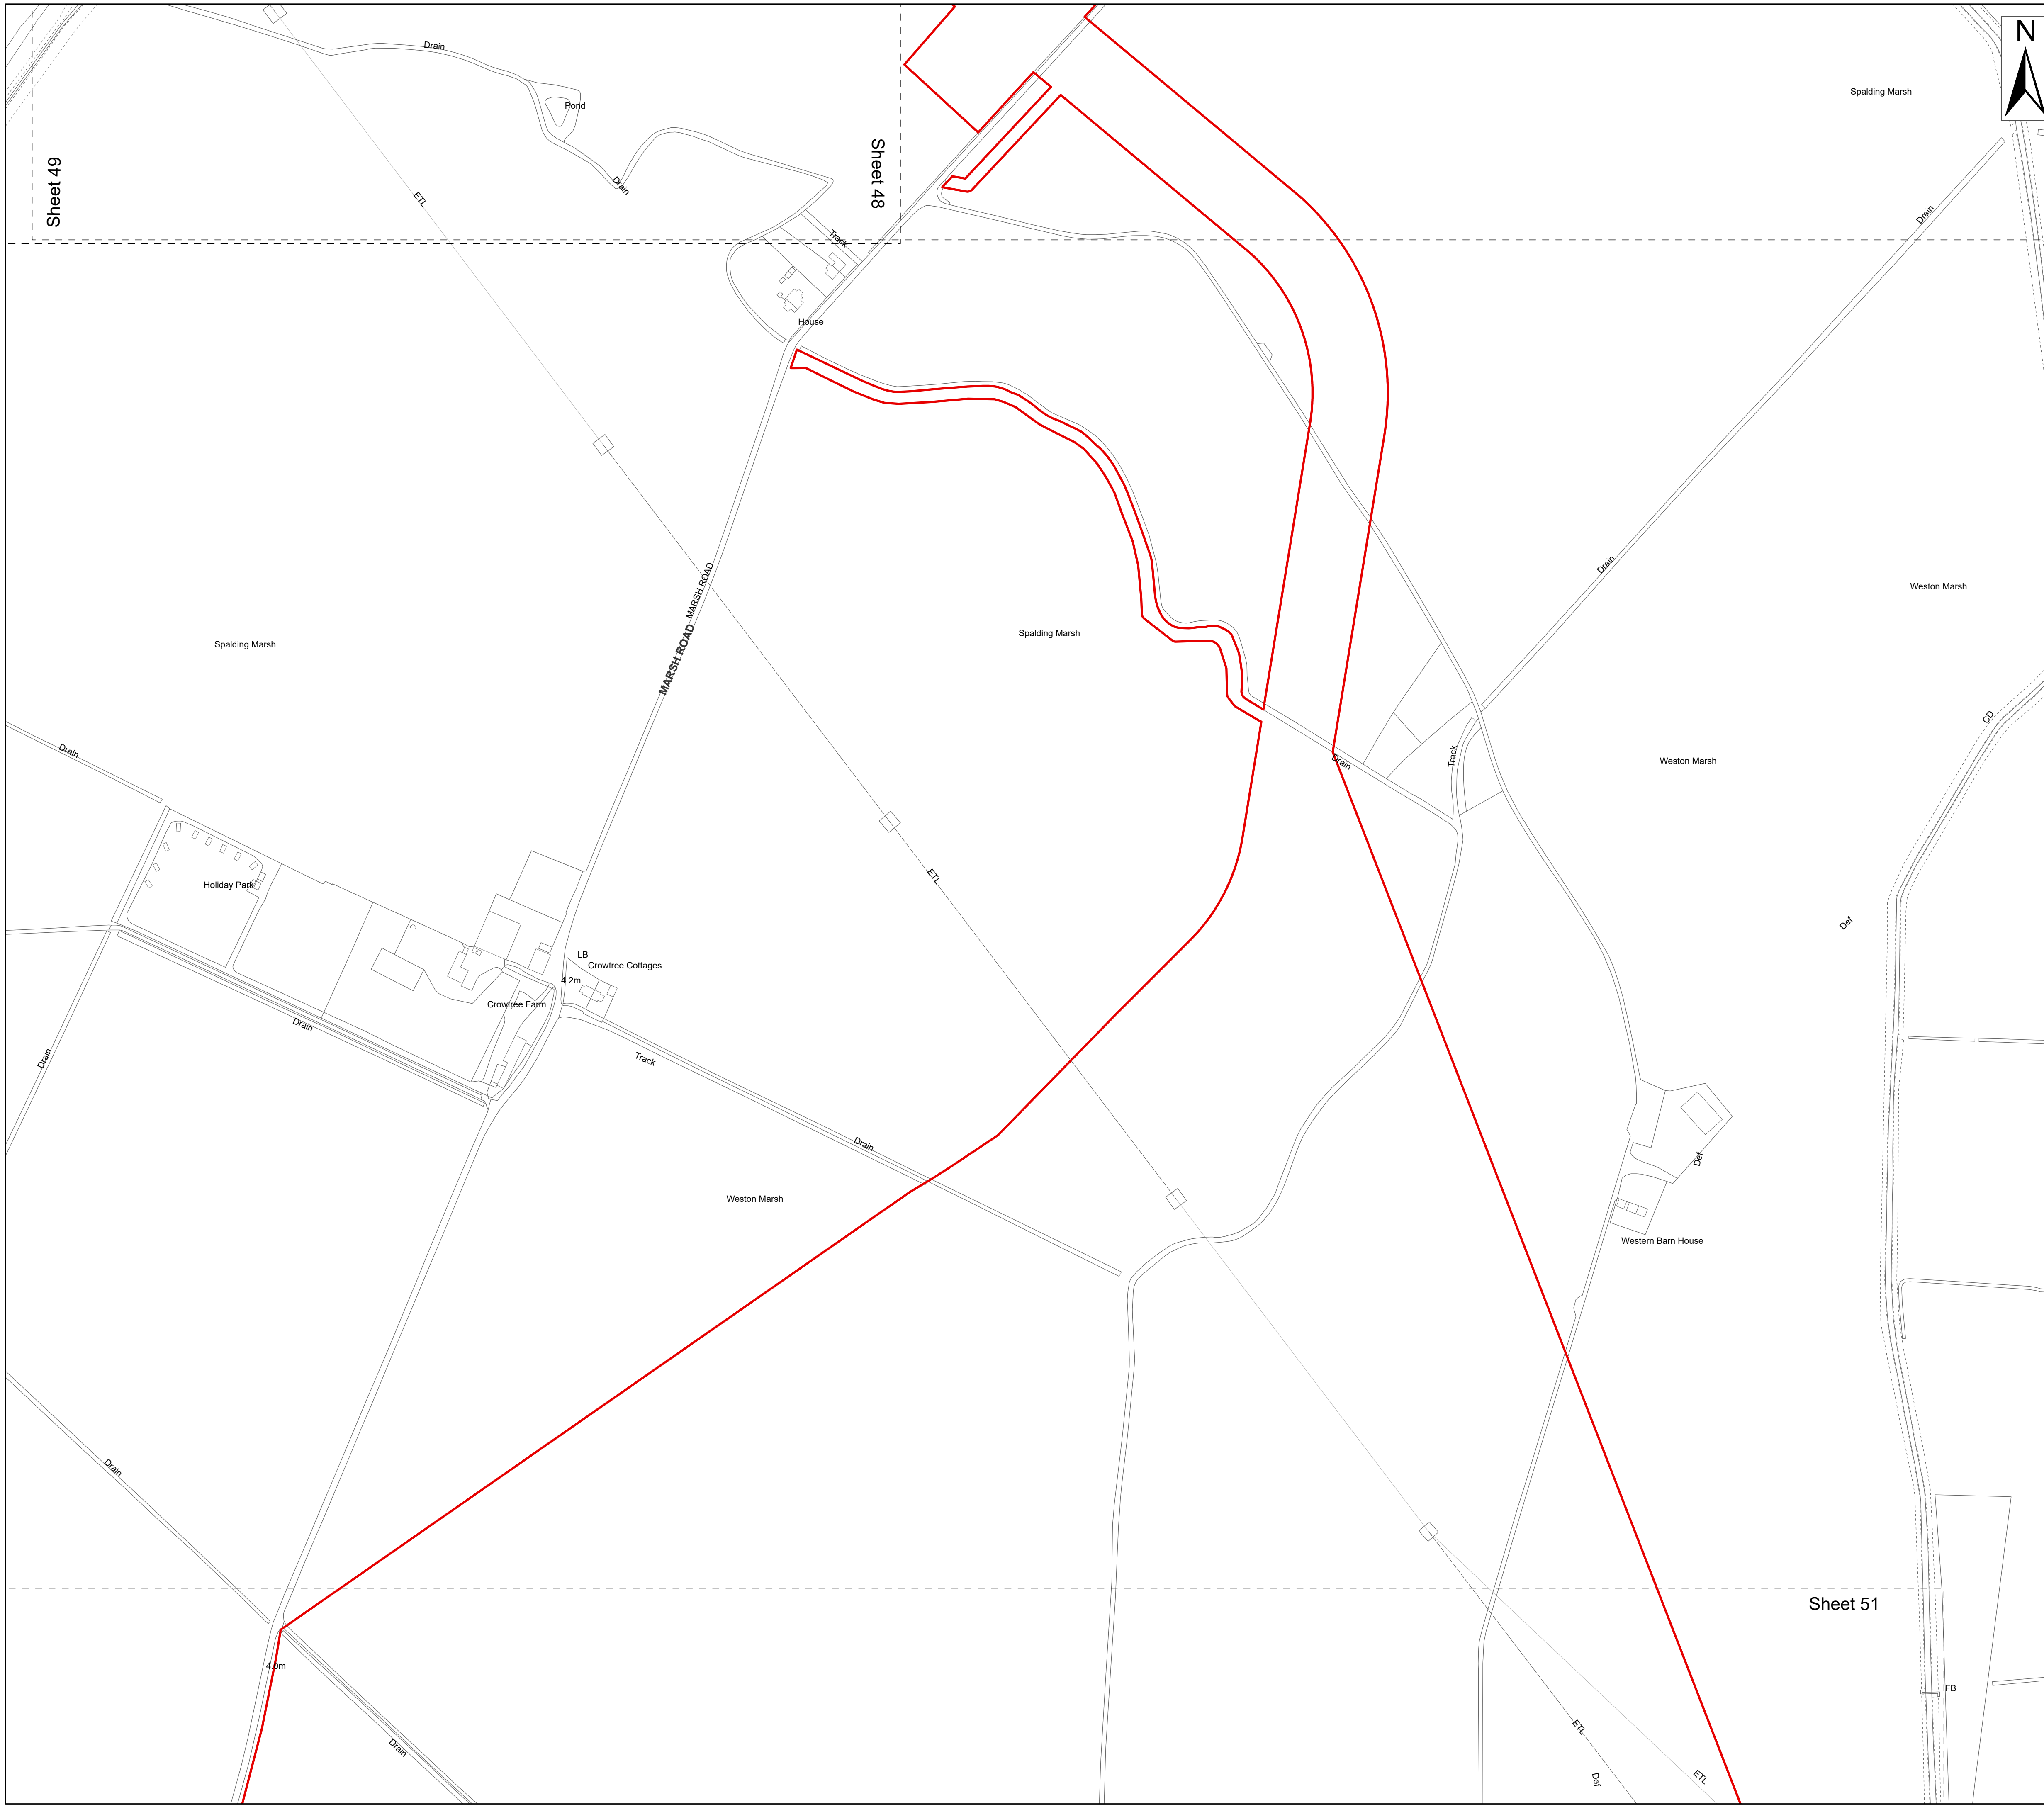 N
Drain
Spalding Marsh
Pond
Sheet 48
Sheet 49
Drain
ETL
Drain
Track
House
Drain
MARSH ROAD
Weston Marsh
Spalding Marsh
Spalding Marsh
MARSH ROAD
CD
Drain
Track
Drain
Weston Marsh
ETL
Holiday Park
Def
LB
Crowtree Cottages
4.2m
Crowtree Farm
Drain
Drain
Track
Drain
Def
Weston Marsh
Western Barn House
Drain
Sheet 51
4.0m
FB
ETL
Drain
ETL
Def